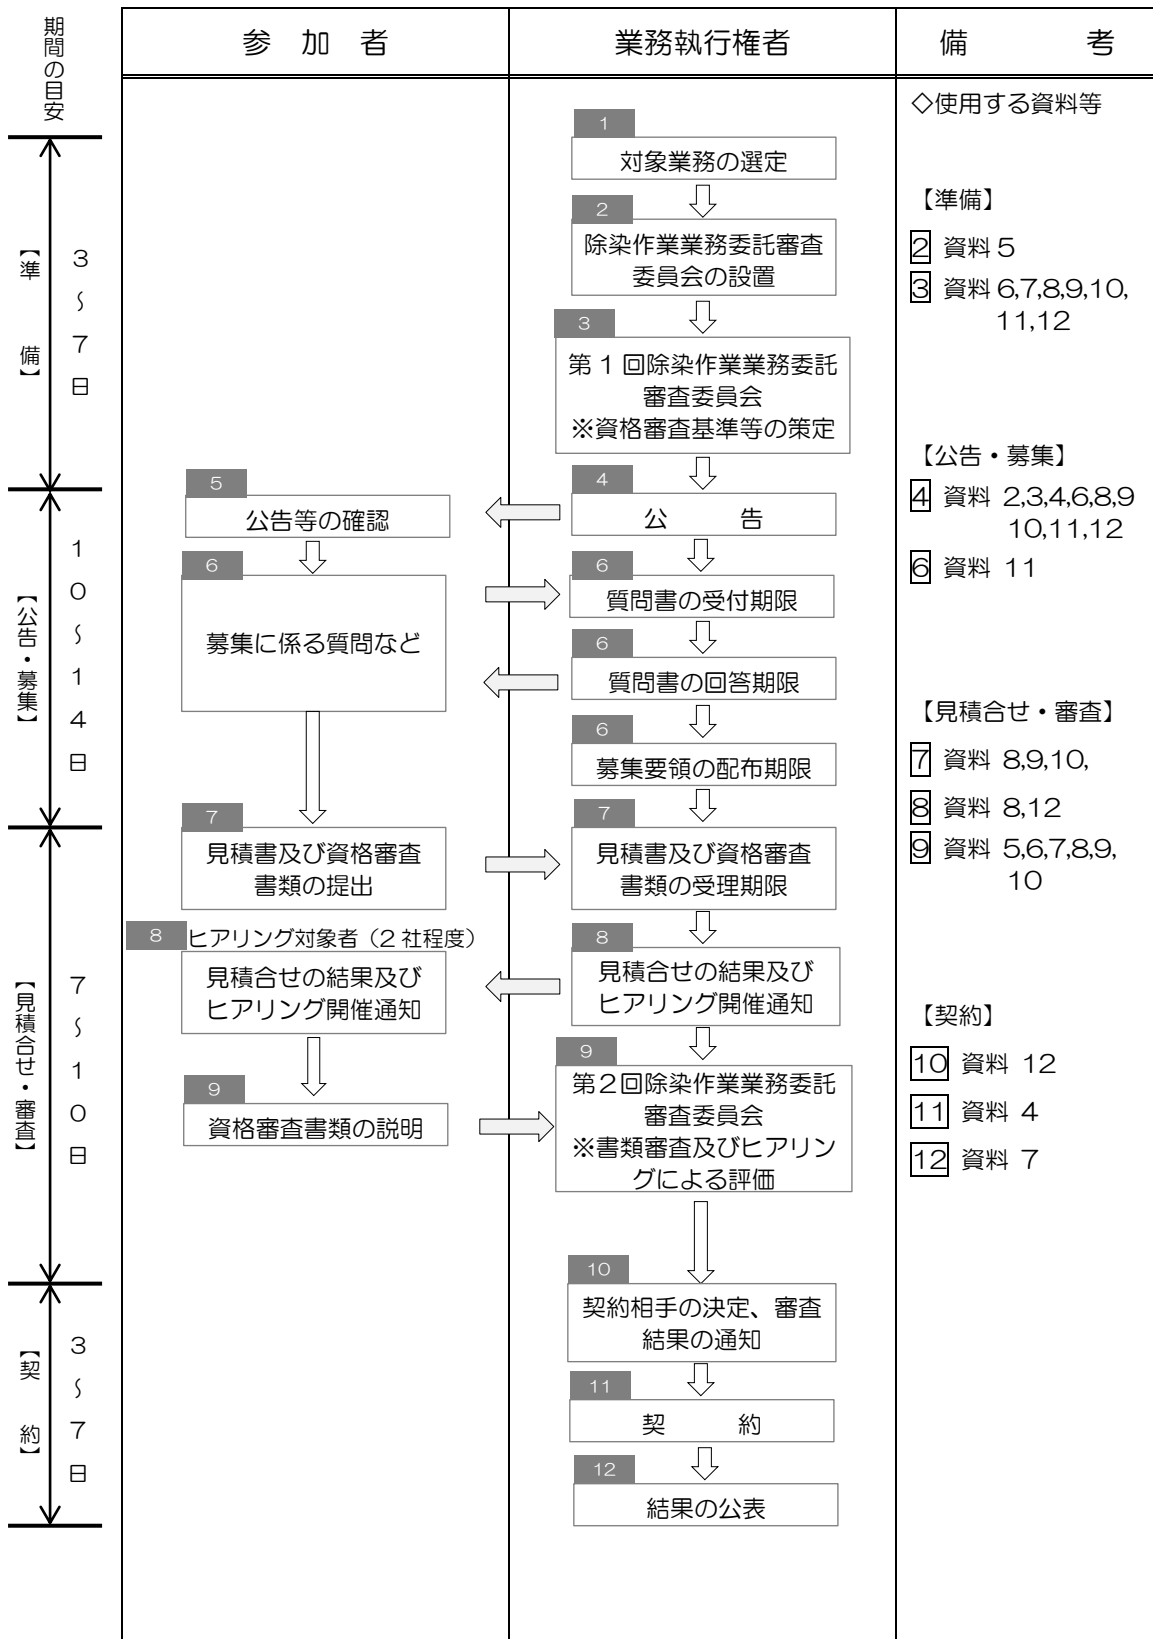 期間の目安
参 加 者
業務執行権者
備 考
◇使用する資料等
【準 備】
3～7日
1
対象業務の選定
2
除染作業業務委託審査
委員会の設置
3
第 1 回除染作業業務委託
審査委員会
※資格審査基準等の策定
【準備】
2 資料 5
3 資料 6,7,8,9,10,
11,12
【公告・募集】
10～14日
4
公 告
5
公告等の確認
6
募集に係る質問など
6
質問書の受付期限
6
質問書の回答期限
6
募集要領の配布期限
【公告・募集】
4 資料 2,3,4,6,8,9
10,11,12
6 資料 11
【見積合せ・審査】
7～10日
7
見積書及び資格審査
書類の提出
7
見積書及び資格審査
書類の受理期限
8 ヒアリング対象者（2 社程度）
見積合せの結果及び
ヒアリング開催通知
8
見積合せの結果及び
ヒアリング開催通知
9
資格審査書類の説明
9
第2回除染作業業務委託
審査委員会
※書類審査及びヒアリン
グによる評価
【見積合せ・審査】
7 資料 8,9,10,
8 資料 8,12
9 資料 5,6,7,8,9,
10
【契 約】
3～7日
10
契約相手の決定、審査
結果の通知
11
契 約
12
結果の公表
【契約】
10 資料 12
11 資料 4
12 資料 7